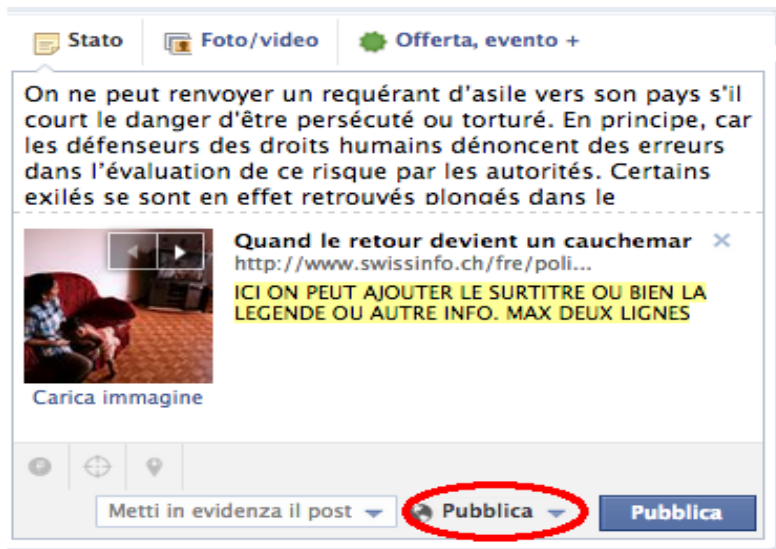 Stato Foto/video Offerta, evento +
On ne peut renvoyer un requérant d'asile vers son pays s'il
court le danger d'être persécuté ou torturé. En principe, car
les défenseurs des droits humains dénoncent des erreurs
dans l'évaluation de ce risque par les autorités. Certains
exilés se sont en effet retrouvés plongés dans le
Quand le retour devient un cauchemar
http://www.swissinfo.ch/fre/poli...
ICI ON PEUT AJOUTER LE SURTITRE OU BIEN LA
LEGENDE OU AUTRE INFO. MAX DEUX LIGNES
Carica immagine
Metti in evidenza il post Pubblica Pubblica